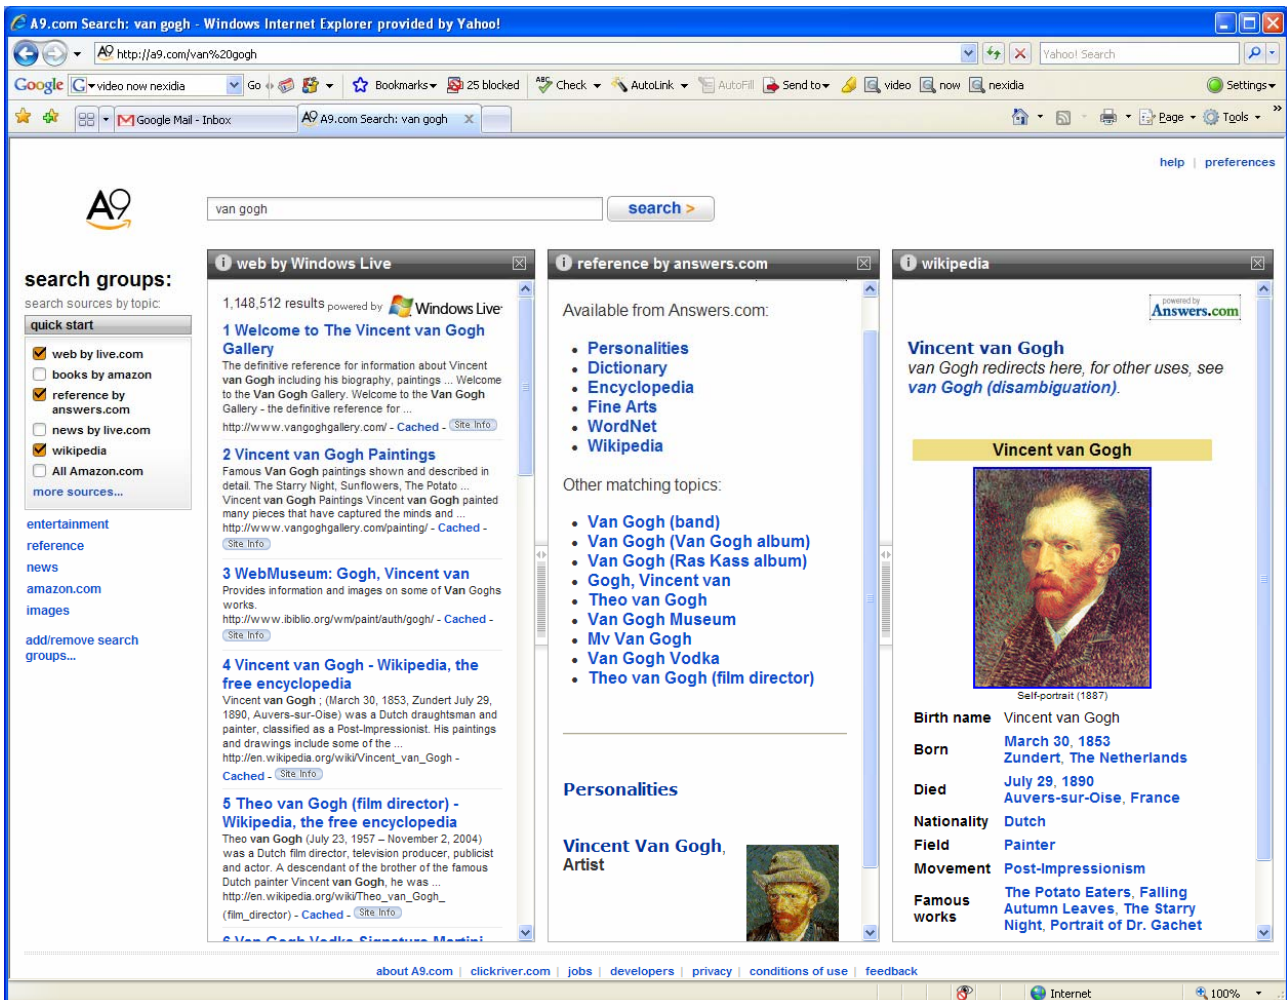 A9.com Search: van gogh - Windows Internet Explorer provided by Yahoo!
http://a9.com/van%20gogh
Yahoo! Search
Google
video now nexidia
Go
Bookmarks
25 blocked
Check
AutoLink
AutoFill
Send to
video
now
nexidia
Settings
Google Mail - Inbox
A9.com Search: van gogh
Page
Tools
help | preferences
A9
van gogh
search >
search groups:
search sources by topic:
quick start
web by live.com
books by amazon
reference by
answers.com
news by live.com
wikipedia
All Amazon.com
more sources...
entertainment
reference
news
amazon.com
images
add/remove search
groups...
web by Windows Live
1,148,512 results powered by Windows Live
1 Welcome to The Vincent van Gogh
Gallery
The definitive reference for information about Vincent
van Gogh including his biography, paintings ... Welcome
to the Van Gogh Gallery. Welcome to the Van Gogh
Gallery - the definitive reference for ...
http://www.vangoghgallery.com/ - Cached - Site Info
2 Vincent van Gogh Paintings
Famous Van Gogh paintings shown and described in
detail. The Starry Night, Sunflowers, The Potato ...
Vincent van Gogh Paintings Vincent van Gogh painted
many pieces that have captured the minds and ...
http://www.vangoghgallery.com/painting/ - Cached -
Site Info
3 WebMuseum: Gogh, Vincent van
Provides information and images on some of Van Goghs
works.
http://www.ibiblio.org/wm/paint/auth/gogh/ - Cached -
Site Info
4 Vincent van Gogh - Wikipedia, the
free encyclopedia
Vincent van Gogh ; (March 30, 1853, Zundert July 29,
1890, Auvers-sur-Oise) was a Dutch draughtsman and
painter, classified as a Post-Impressionist. His paintings
and drawings include some of the ...
http://en.wikipedia.org/wiki/Vincent_van_Gogh -
Cached - Site Info
5 Theo van Gogh (film director) -
Wikipedia, the free encyclopedia
Theo van Gogh (July 23, 1957 – November 2, 2004)
was a Dutch film director, television producer, publicist
and actor. A descendant of the brother of the famous
Dutch painter Vincent van Gogh, he was ...
http://en.wikipedia.org/wiki/Theo_van_Gogh_
(film_director) - Cached - Site Info
6 Van Gogh Vodka Signature Martini
reference by answers.com
Available from Answers.com:
Personalities
Dictionary
Encyclopedia
Fine Arts
WordNet
Wikipedia
Other matching topics:
Van Gogh (band)
Van Gogh (Van Gogh album)
Van Gogh (Ras Kass album)
Gogh, Vincent van
Theo van Gogh
Van Gogh Museum
Mv Van Gogh
Van Gogh Vodka
Theo van Gogh (film director)
Personalities
Vincent Van Gogh,
Artist
wikipedia
powered by
Answers.com
Vincent van Gogh
van Gogh redirects here, for other uses, see
van Gogh (disambiguation).
Vincent van Gogh
Self-portrait (1887)
Birth name Vincent van Gogh
Born March 30, 1853
Zundert, The Netherlands
Died July 29, 1890
Auvers-sur-Oise, France
Nationality Dutch
Field Painter
Movement Post-Impressionism
Famous works The Potato Eaters, Falling
Autumn Leaves, The Starry
Night, Portrait of Dr. Gachet
about A9.com | clickriver.com | jobs | developers | privacy | conditions of use | feedback
Internet
100%